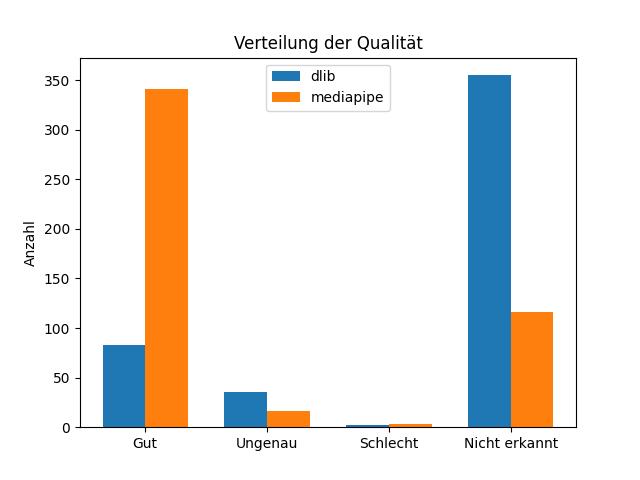 Verteilung der Qualität
dlib
mediapipe
Anzahl
350
300
250
200
150
100
50
0
Gut
Ungenau
Schlecht
Nicht erkannt